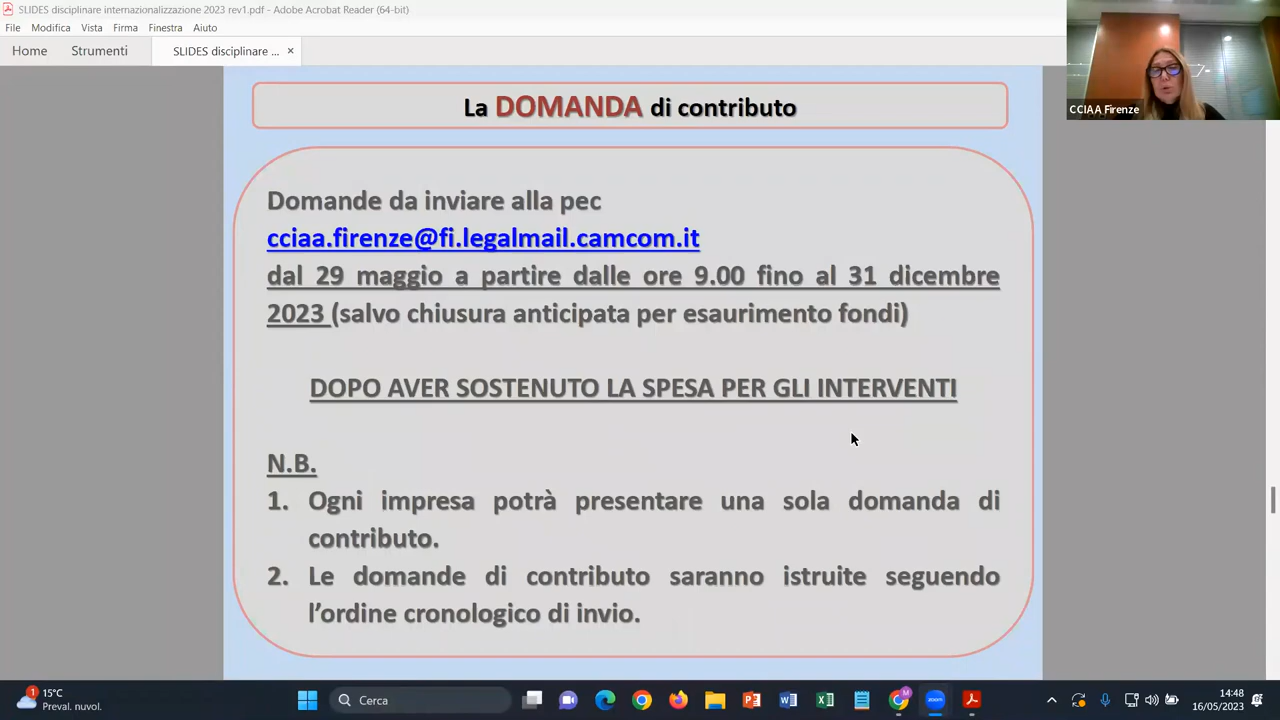 SLIDES disciplinare internazionalizzazione 2023 rev1.pdf - Adobe Acrobat Reader (64-bit)
File Modifica Vista Firma Finestra Aiuto
Home Strumenti SLIDES disciplinare ... ×
CCIAA Firenze
La DOMANDA di contributo
Domande da inviare alla pec
cciaa.firenze@fi.legalmail.camcom.it
dal 29 maggio a partire dalle ore 9.00 fino al 31 dicembre
2023 (salvo chiusura anticipata per esaurimento fondi)
DOPO AVER SOSTENUTO LA SPESA PER GLI INTERVENTI
N.B.
1. Ogni impresa potrà presentare una sola domanda di
contributo.
2. Le domande di contributo saranno istruite seguendo
l’ordine cronologico di invio.
1 15°C
Preval. nuvol.
Cerca
zoom
M
14:48
16/05/2023